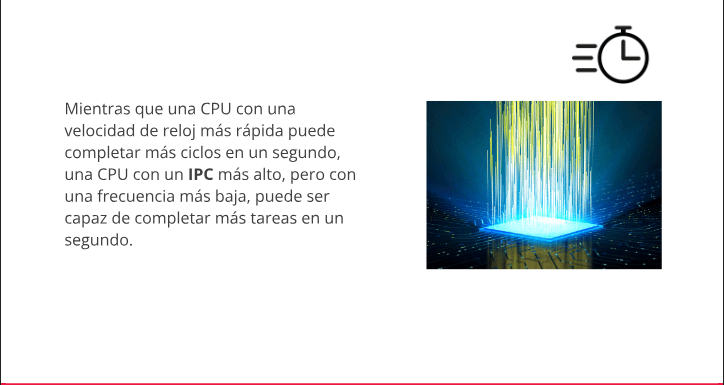 Mientras que una CPU con una
velocidad de reloj más rápida puede
completar más ciclos en un segundo,
una CPU con un IPC más alto, pero con
una frecuencia más baja, puede ser
capaz de completar más tareas en un
segundo.